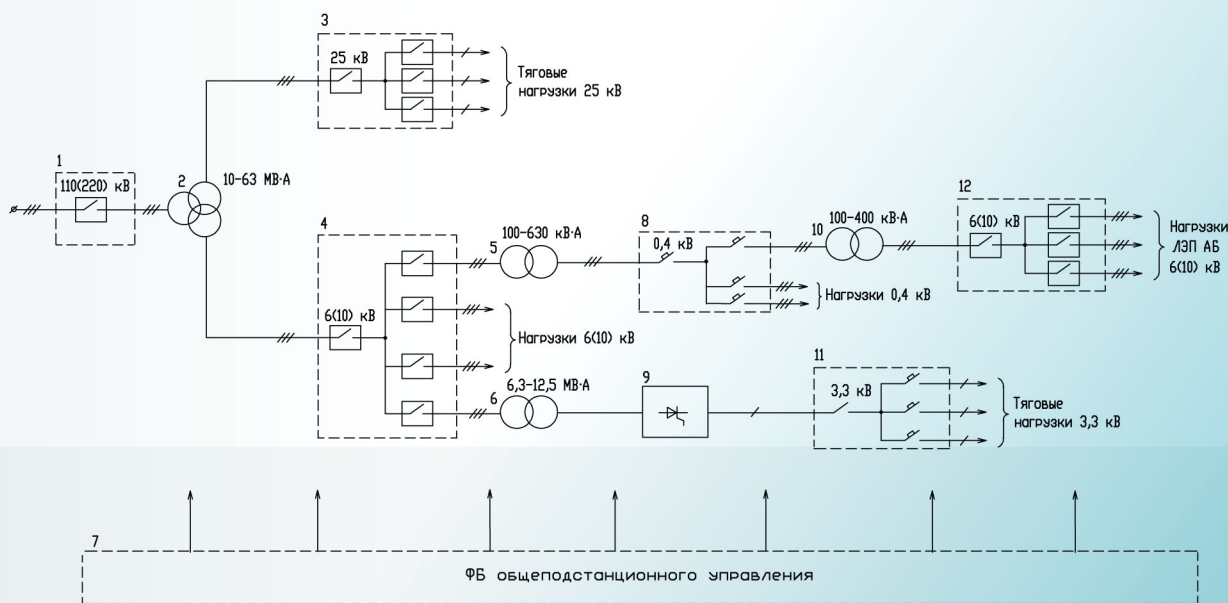 3
25 кВ
Тяговые
нагрузки 25 кВ
1
110(220) кВ
2
10-63 МВ·А
12
6(10) кВ
Нагрузки
ЛЭП АБ
6(10) кВ
4
5
100-630 кВ·А
8
0,4 кВ
10
100-400 кВ·А
Нагрузки 0,4 кВ
6(10) кВ
Нагрузки 6(10) кВ
6
6,3-12,5 МВ·А
9
11
3,3 кВ
Тяговые
нагрузки 3,3 кВ
7
ФБ общеподстанционного управления